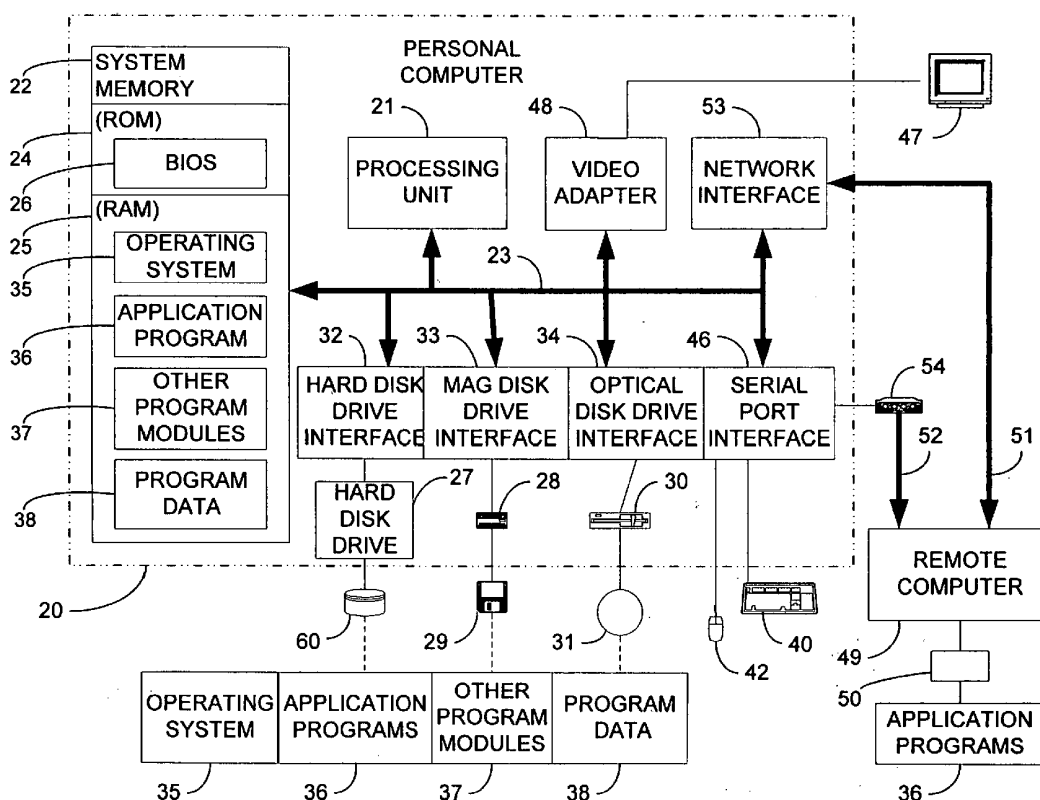 PERSONAL
COMPUTER
SYSTEM
MEMORY
22
(ROM)
24
BIOS
26
(RAM)
25
OPERATING
SYSTEM
35
APPLICATION
PROGRAM
36
OTHER
PROGRAM
MODULES
37
PROGRAM
DATA
38
21
PROCESSING
UNIT
48
VIDEO
ADAPTER
53
NETWORK
INTERFACE
47
23
32
HARD DISK
DRIVE
INTERFACE
33
MAG DISK
DRIVE
INTERFACE
34
OPTICAL
DISK DRIVE
INTERFACE
46
SERIAL
PORT
INTERFACE
54
52
51
HARD
DISK
DRIVE
27
28
30
20
60
29
31
42
40
REMOTE
COMPUTER
49
50
APPLICATION
PROGRAMS
36
OPERATING
SYSTEM
35
APPLICATION
PROGRAMS
36
OTHER
PROGRAM
MODULES
37
PROGRAM
DATA
38